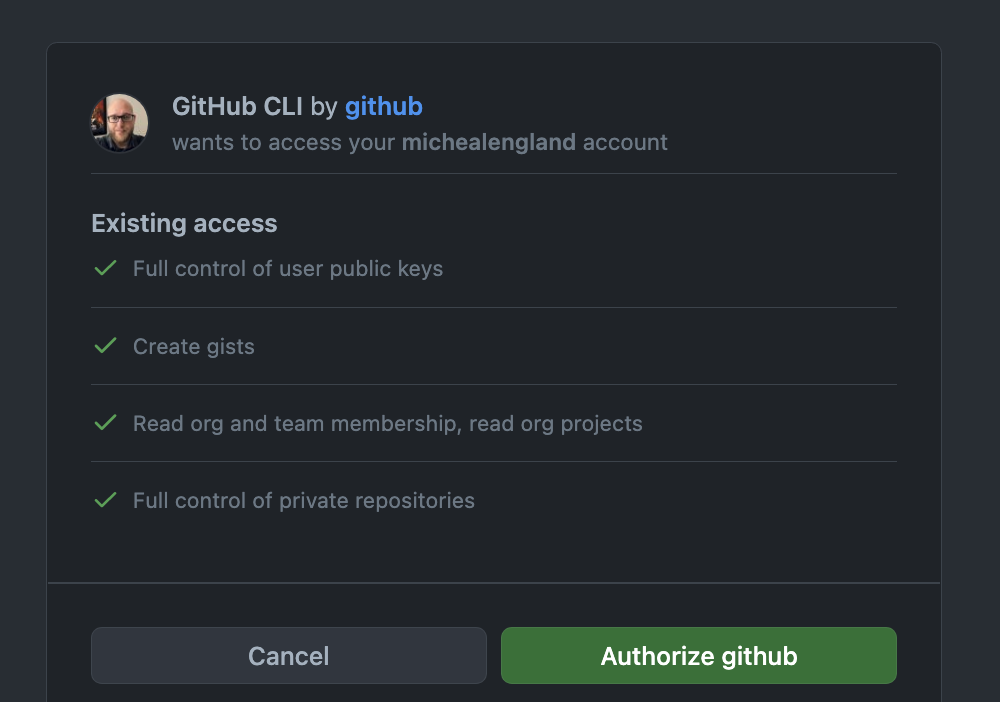 GitHub CLI by github
wants to access your michealengland account
Existing access
Full control of user public keys
Create gists
Read org and team membership, read org projects
Full control of private repositories
Cancel
Authorize github